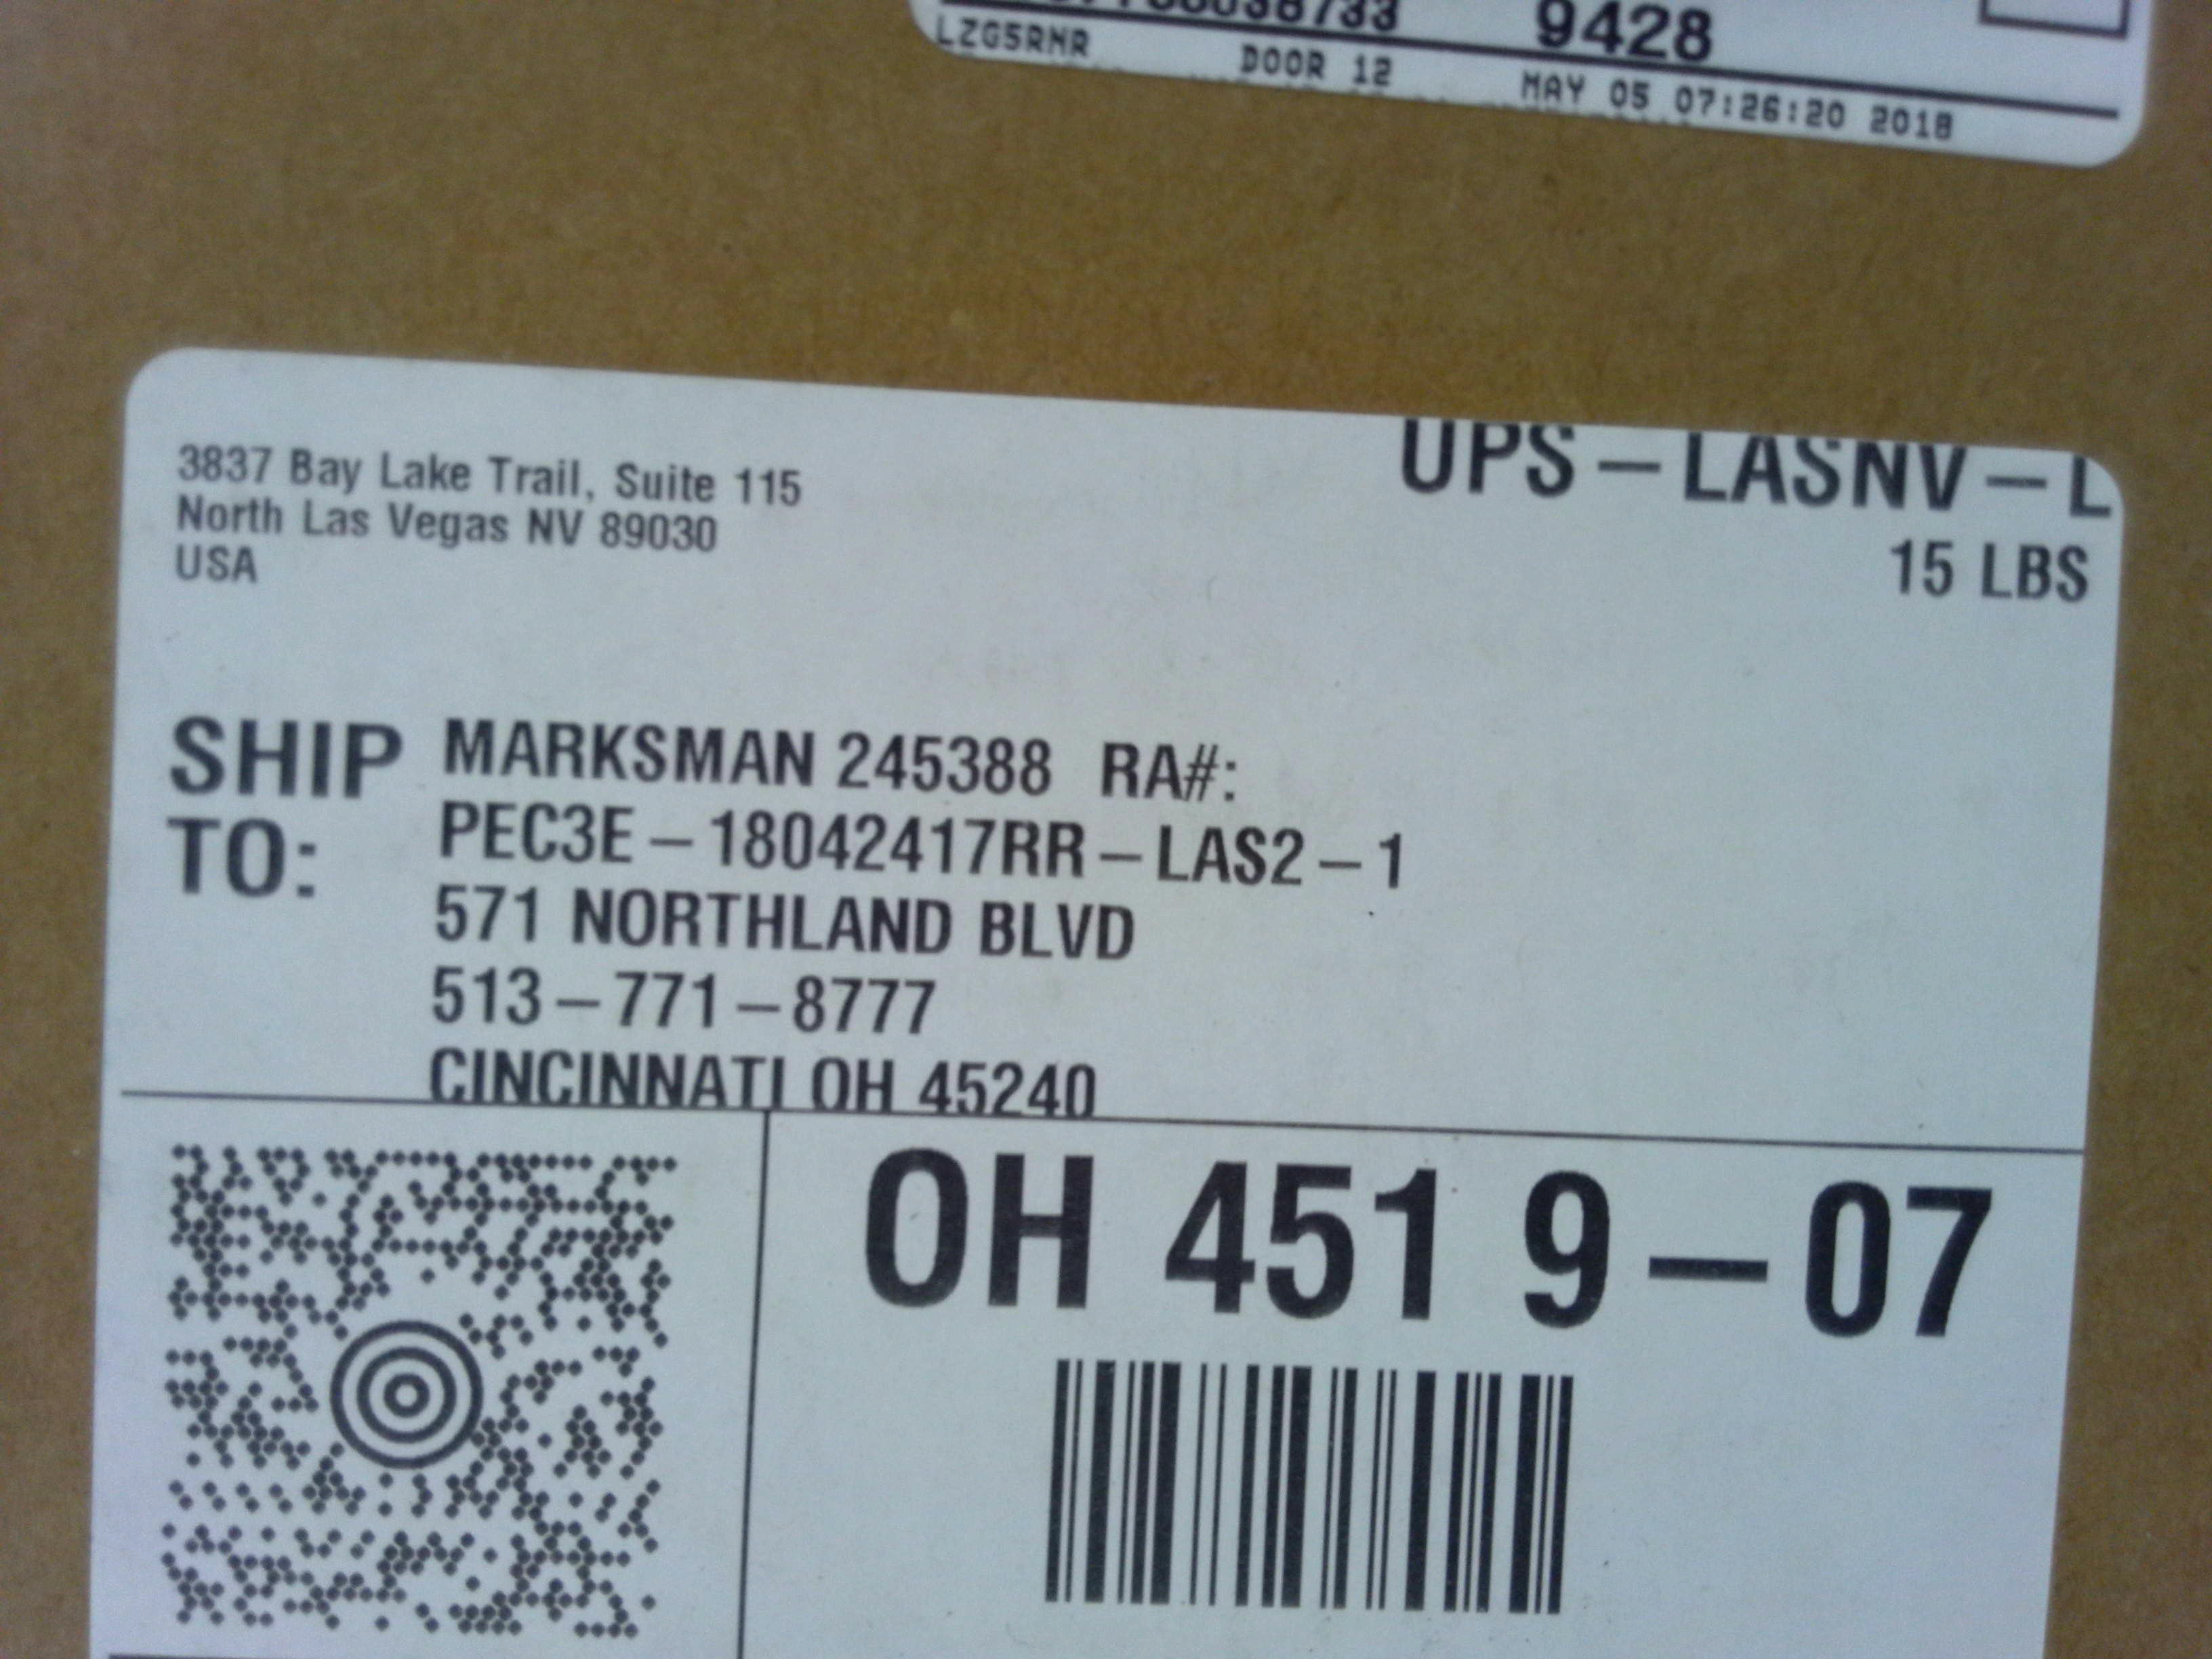 9428
LZG5RNR DOOR 12 MAY 05 07:26:20 2018
3837 Bay Lake Trail, Suite 115
North Las Vegas NV 89030
USA
UPS – LASNV – L
15 LBS
SHIP TO:
MARKSMAN 245388 RA#:
PEC3E – 18042417RR – LAS2 – 1
571 NORTHLAND BLVD
513 – 771 – 8777
CINCINNATI OH 45240
OH 451 9 – 07